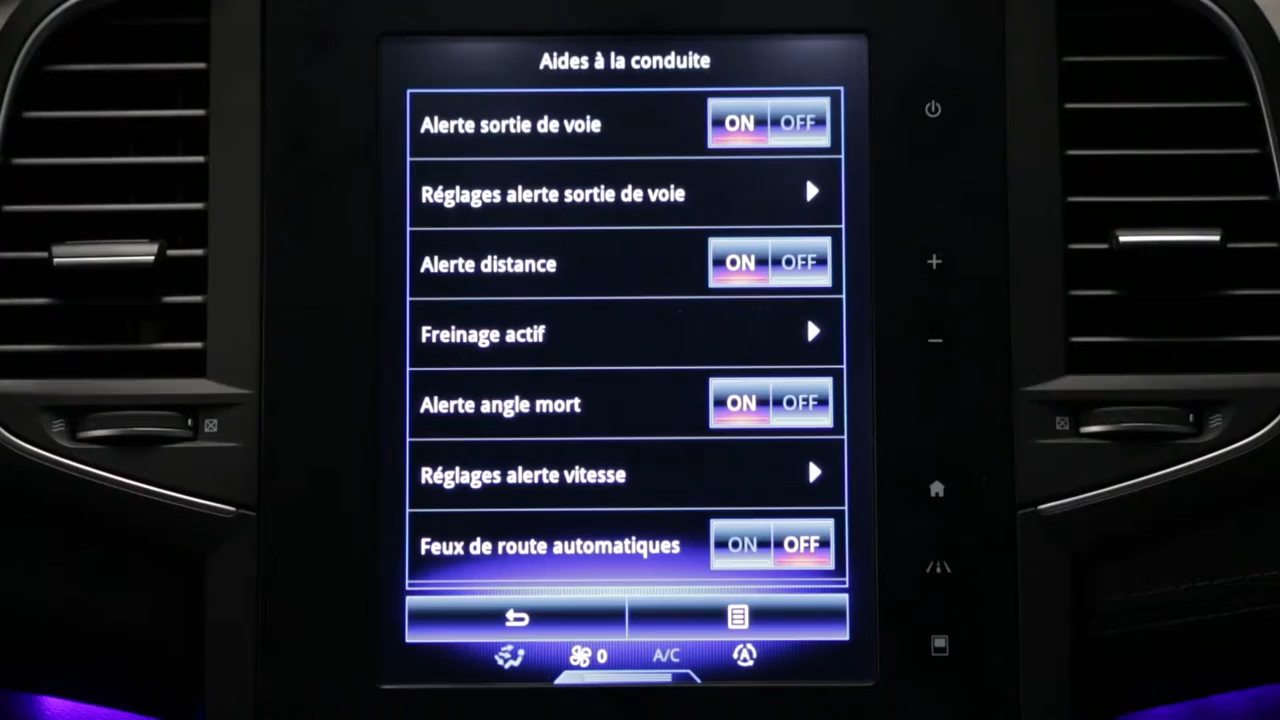 Aides à la conduite
Alerte sortie de voie ON OFF
Réglages alerte sortie de voie
Alerte distance ON OFF
Freinage actif
Alerte angle mort ON OFF
Réglages alerte vitesse
Feux de route automatiques ON OFF
0 A/C